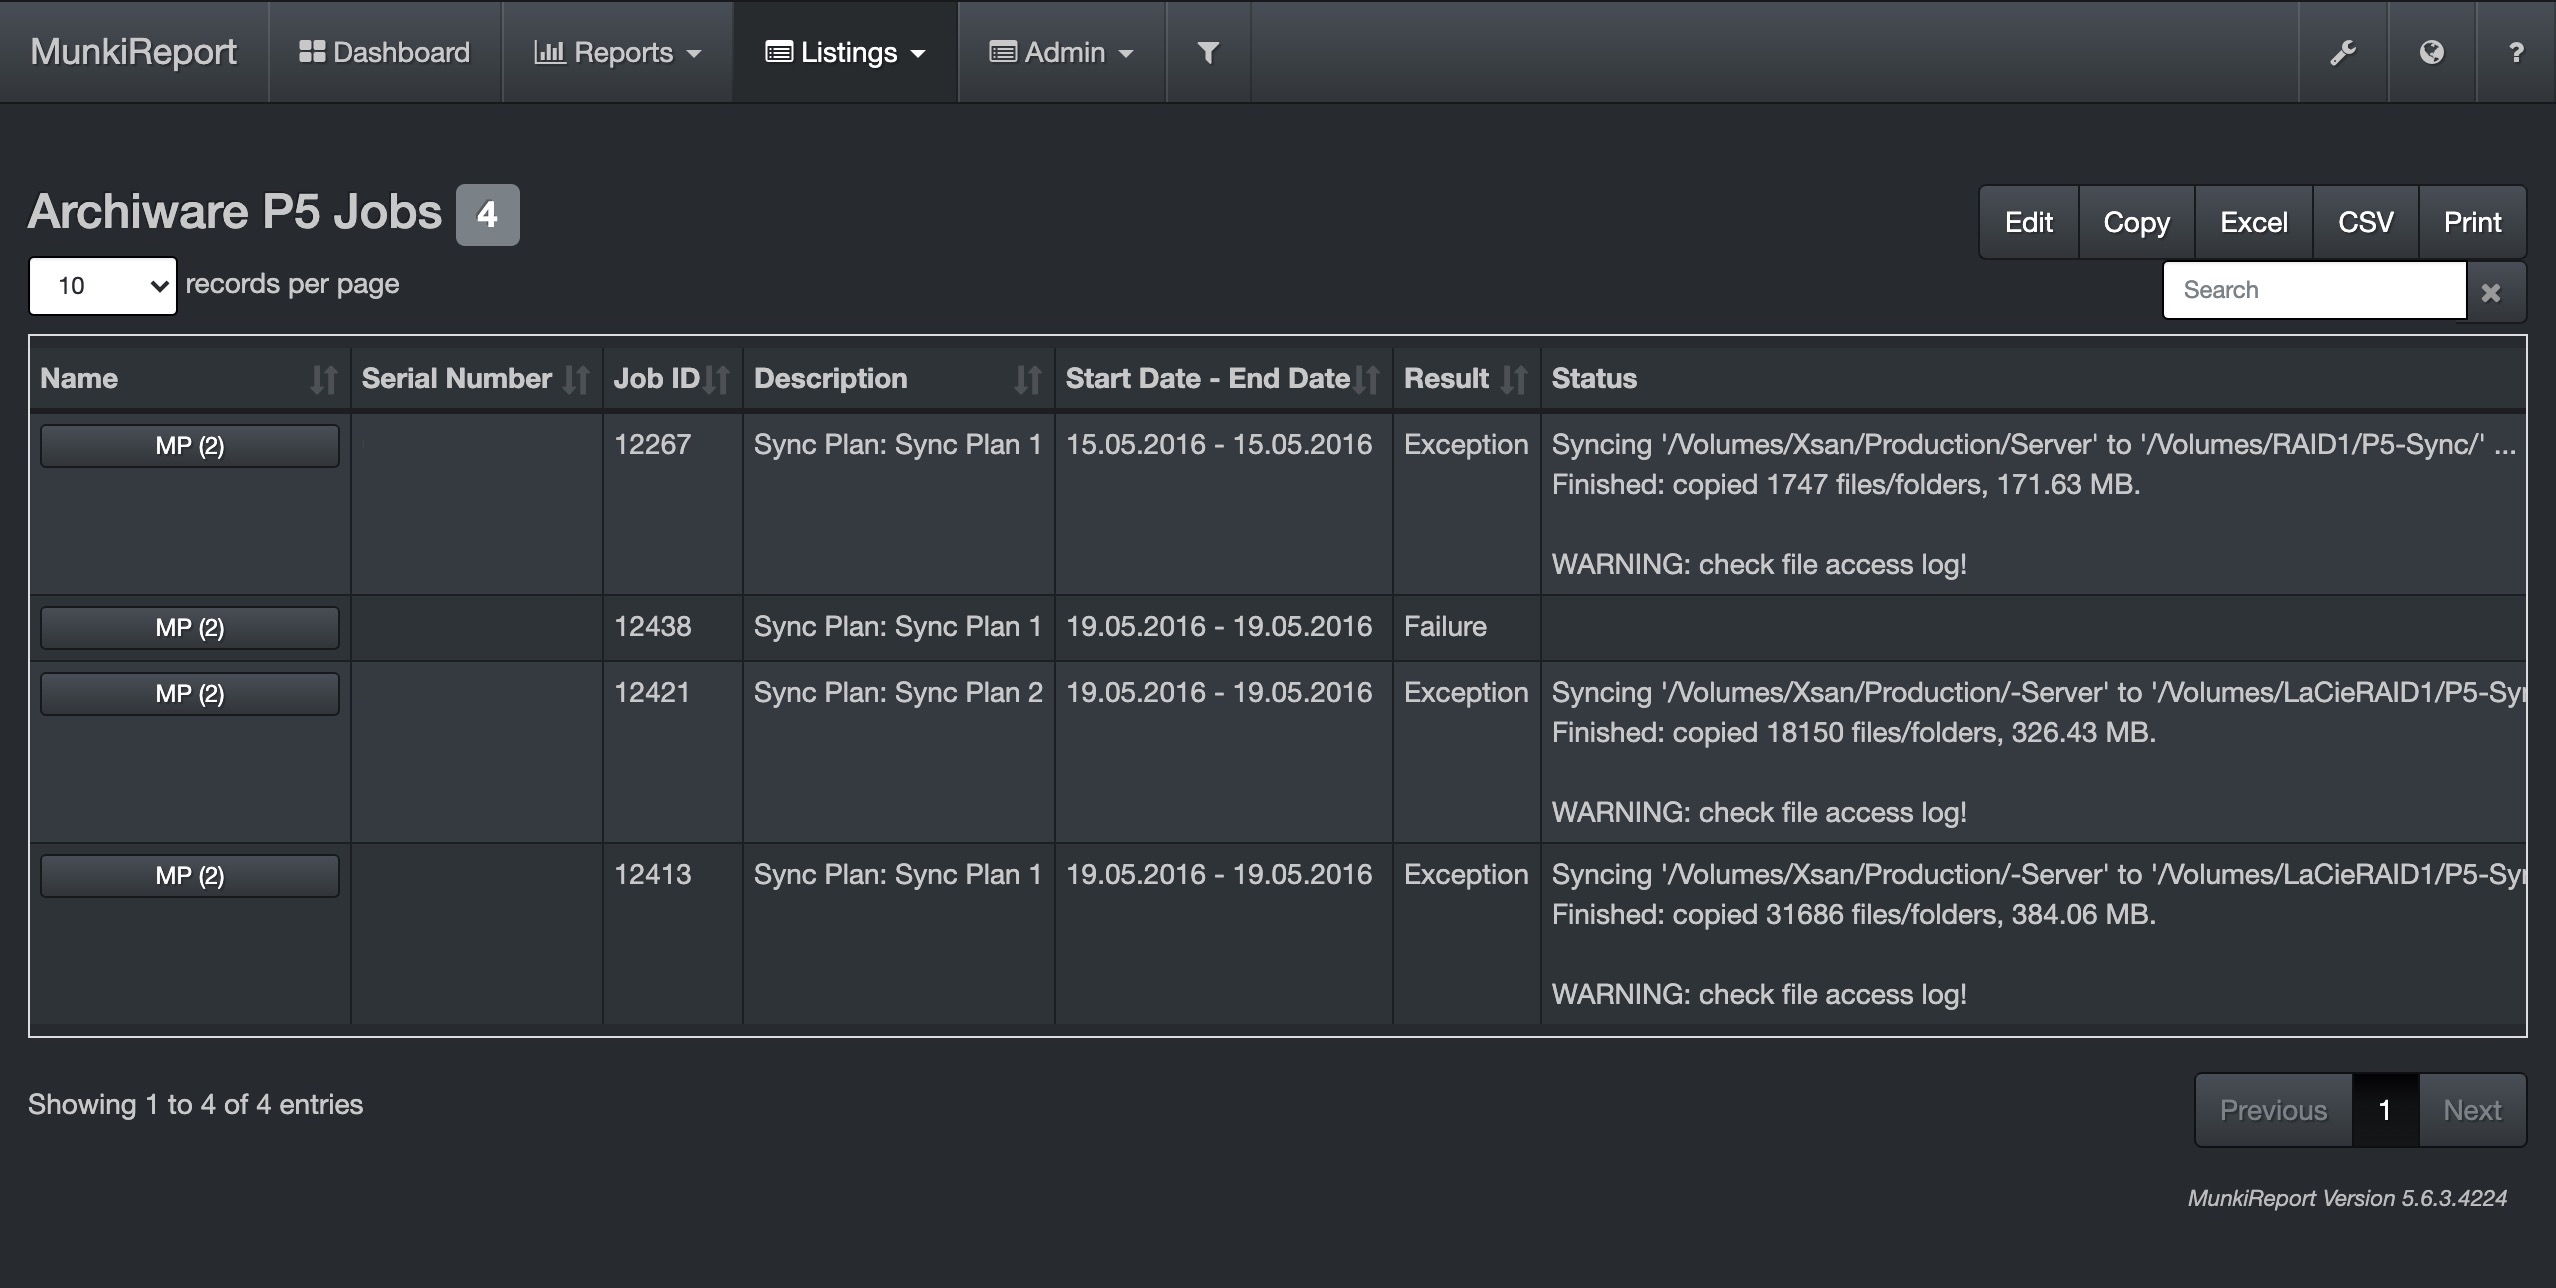 MunkiReport Dashboard Reports Listings Admin ?
Archiware P5 Jobs 4
Edit Copy Excel CSV Print
10 records per page
Search
Name Serial Number Job ID Description Start Date - End Date Result Status
MP (2) 12267 Sync Plan: Sync Plan 1 15.05.2016 - 15.05.2016 Exception Syncing '/Volumes/Xsan/Production/Server' to '/Volumes/RAID1/P5-Sync/' ...
Finished: copied 1747 files/folders, 171.63 MB.
WARNING: check file access log!
MP (2) 12438 Sync Plan: Sync Plan 1 19.05.2016 - 19.05.2016 Failure
MP (2) 12421 Sync Plan: Sync Plan 2 19.05.2016 - 19.05.2016 Exception Syncing '/Volumes/Xsan/Production/-Server' to '/Volumes/LaCieRAID1/P5-Sy
Finished: copied 18150 files/folders, 326.43 MB.
WARNING: check file access log!
MP (2) 12413 Sync Plan: Sync Plan 1 19.05.2016 - 19.05.2016 Exception Syncing '/Volumes/Xsan/Production/-Server' to '/Volumes/LaCieRAID1/P5-Sy
Finished: copied 31686 files/folders, 384.06 MB.
WARNING: check file access log!
Showing 1 to 4 of 4 entries
Previous 1 Next
MunkiReport Version 5.6.3.4224